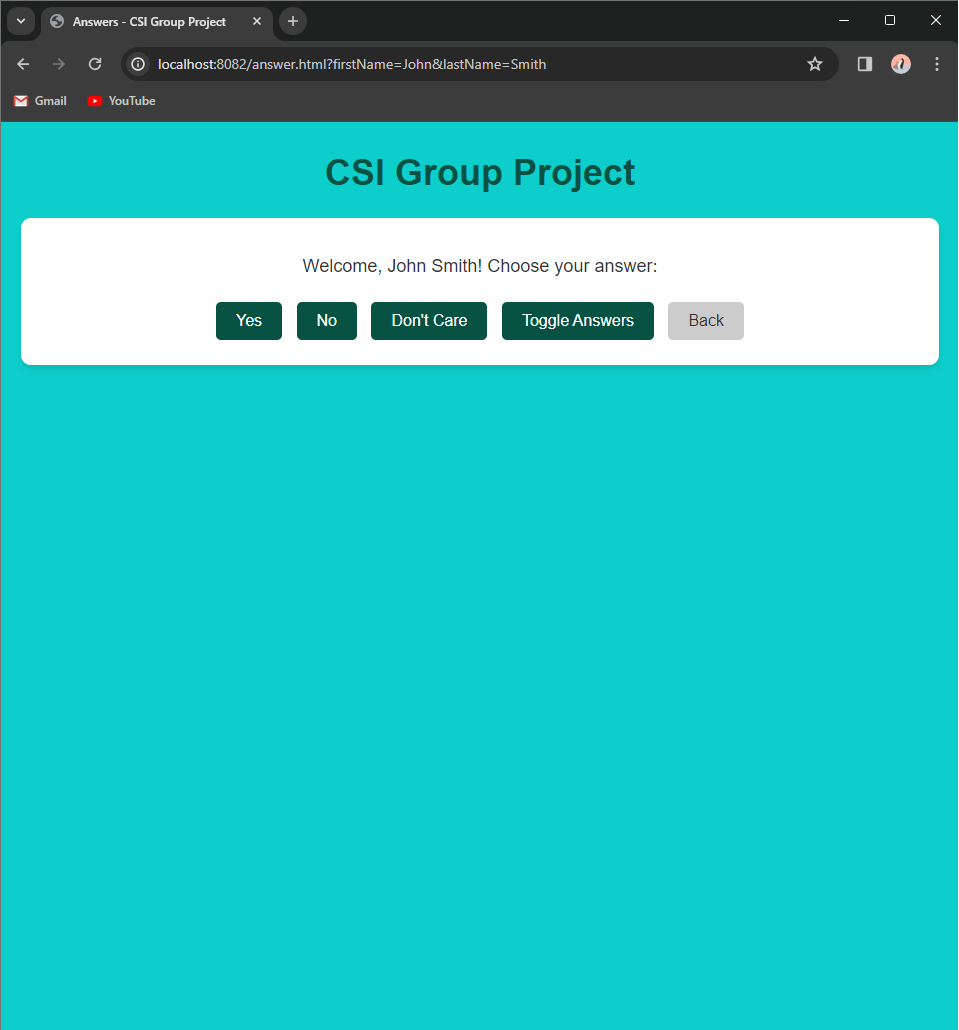 Answers - CSI Group Project
localhost:8082/answer.html?firstName=John&lastName=Smith
Gmail YouTube
CSI Group Project
Welcome, John Smith! Choose your answer:
Yes No Don't Care Toggle Answers Back